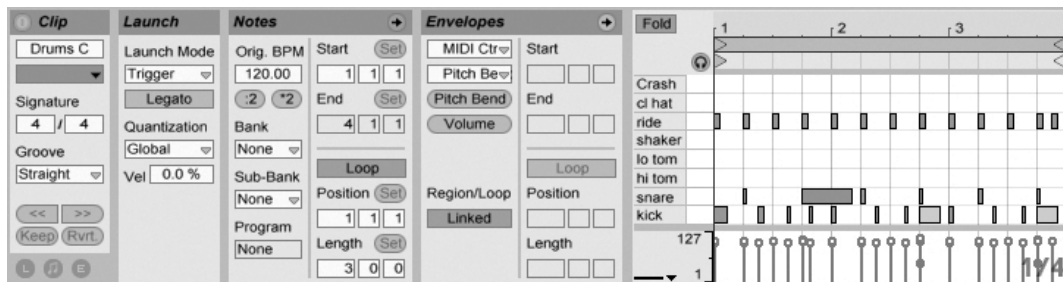 Clip
Drums C
Signature
4 / 4
Groove
Straight
<< >>
Keep Rvrt.
L E
Launch
Launch Mode
Trigger
Legato
Quantization
Global
Vel 0.0 %
Notes
Orig. BPM
120.00
:2 *2
Bank
None
Sub-Bank
None
Program
None
Start Set
1 1 1
End Set
4 1 1
Loop
Position Set
1 1 1
Length Set
3 0 0
Envelopes
MIDI Ctr
Pitch Be
Pitch Bend
Volume
Region/Loop
Linked
Start
End
Loop
Position
Length
Fold
1 2 3
Crash
cl hat
ride
shaker
lo tom
hi tom
snare
kick
127
1
1/4